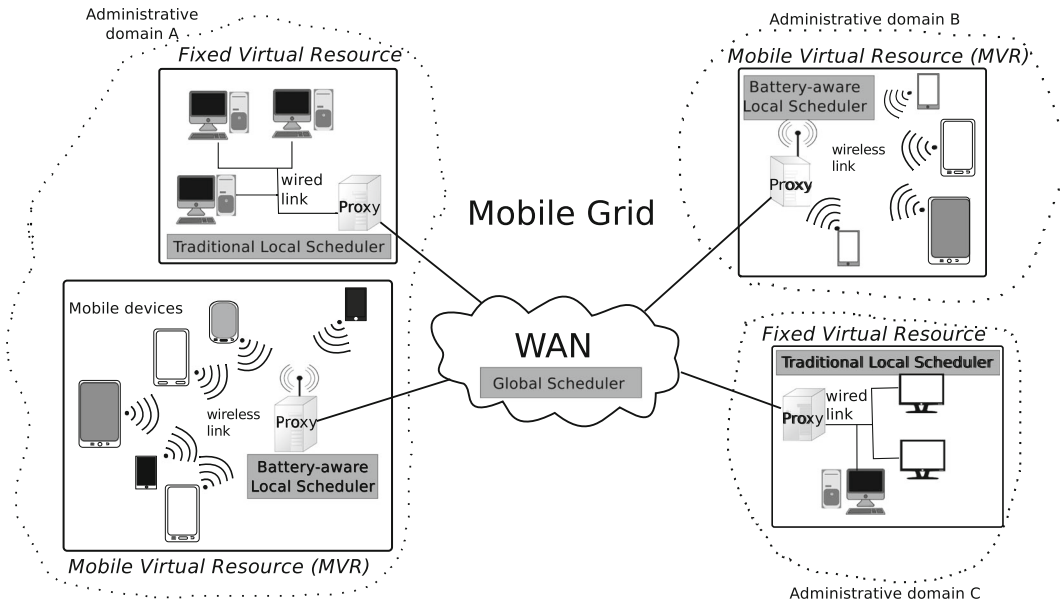 Administrative
domain A
Fixed Virtual Resource
wired
link
Proxy
Traditional Local Scheduler
Mobile devices
wireless
link
Proxy
Battery-aware
Local Scheduler
Mobile Virtual Resource (MVR)
Mobile Grid
WAN
Global Scheduler
Administrative domain B
Mobile Virtual Resource (MVR)
Battery-aware
Local Scheduler
wireless
link
Proxy
Fixed Virtual Resource
Traditional Local Scheduler
wired
link
Proxy
Administrative domain C